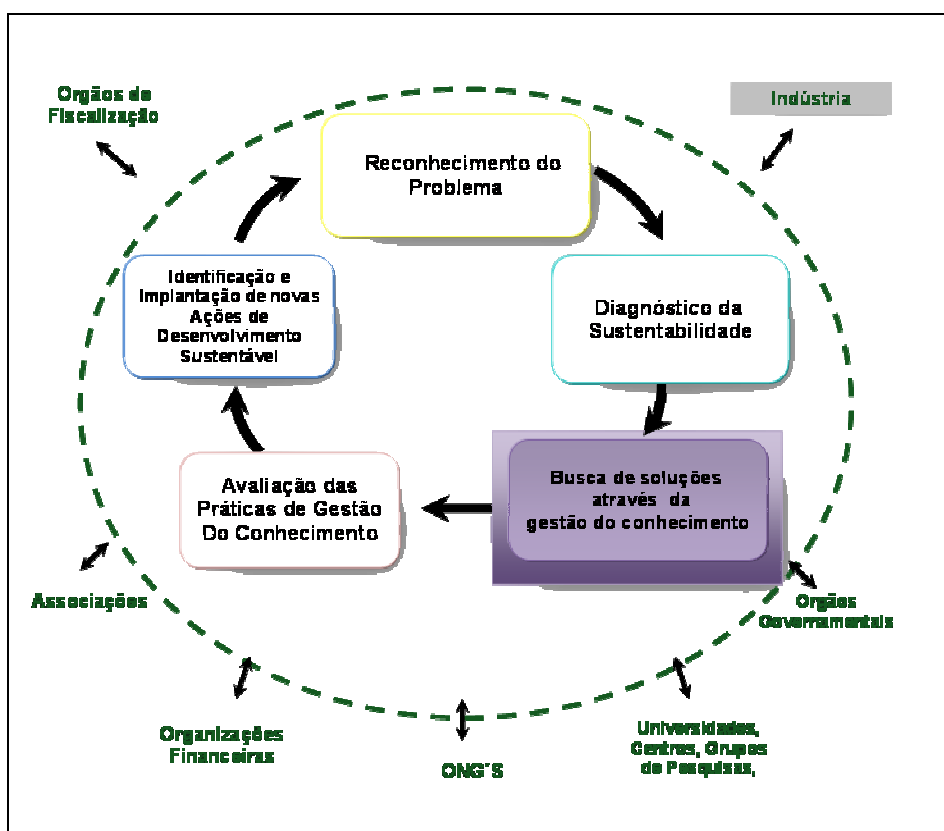 Orgãos de
Fiscalização
Indústria
Reconhecimento do
Problema
Identificação e
Implantação de novas
Ações de
Desenvolvimento
Sustentável
Diagnóstico da
Sustentabilidade
Avaliação das
Práticas de Gestão
Do Conhecimento
Busca de soluções
através da
gestão do conhecimento
Associações
Orgãos
Governamentais
Organizações
Financeiras
ONG´S
Universidades,
Centros, Grupos
de Pesquisas,